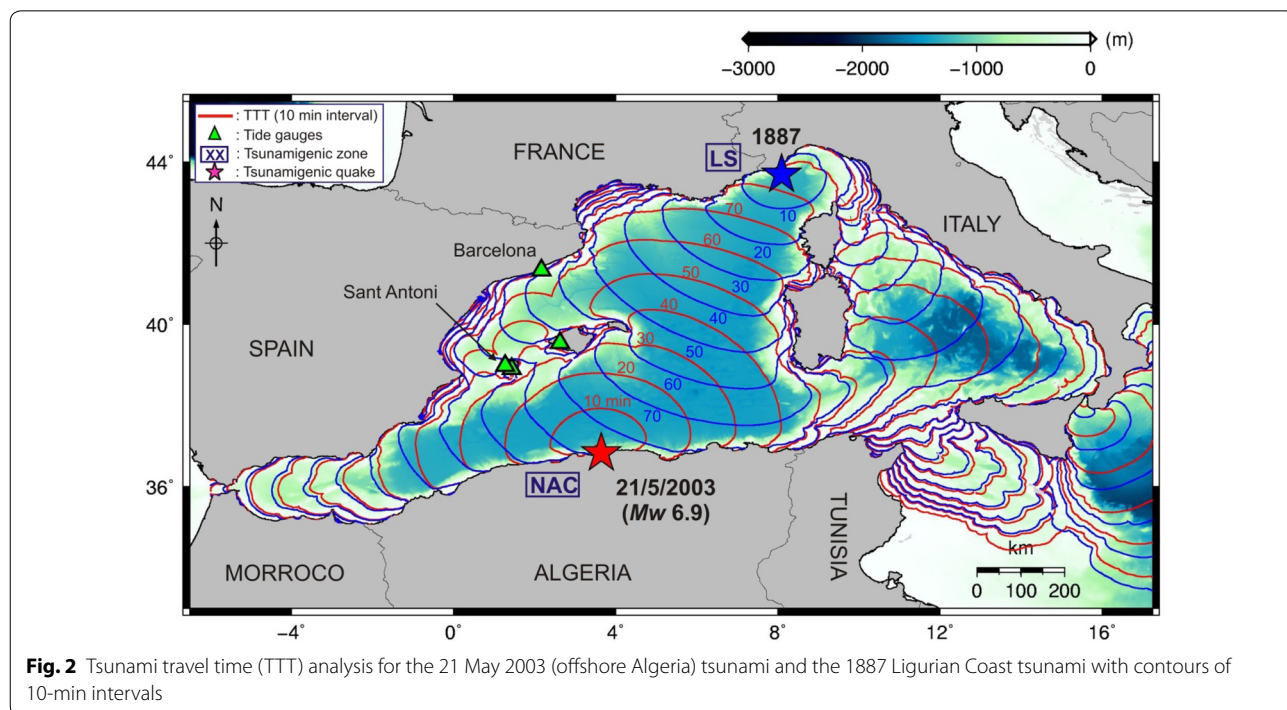 (m)
−3000 −2000 −1000 0
: TTT (10 min interval)
: Tide gauges
XX : Tsunamigenic zone
: Tsunamigenic quake
N
44°
40°
36°
FRANCE
LS
1887
ITALY
Barcelona
Sant Antoni
SPAIN
70
10
60
20
50
30
40
40
30
50
20
60
10 min
70
NAC
21/5/2003
(Mw 6.9)
TUNISIA
MORROCO
ALGERIA
km
0 100 200
−4° 0° 4° 8° 12° 16°
Fig. 2 Tsunami travel time (TTT) analysis for the 21 May 2003 (offshore Algeria) tsunami and the 1887 Ligurian Coast tsunami with contours of
10-min intervals